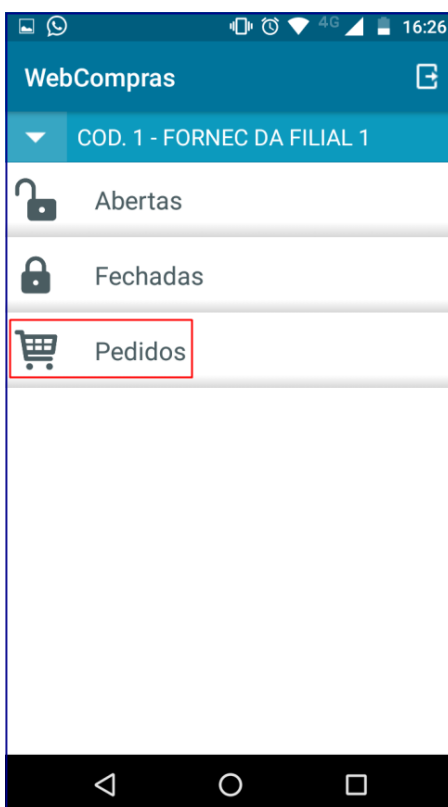 4G 16:26
WebCompras
COD. 1 - FORNEC DA FILIAL 1
Abertas
Fechadas
Pedidos